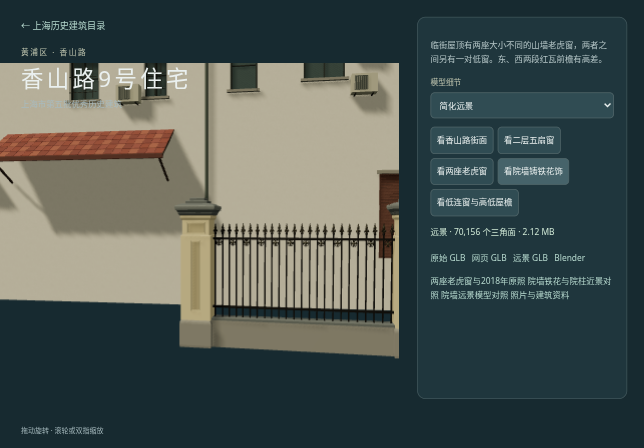 ← 上海历史建筑目录
黄浦区 · 香山路
香山路9号住宅
临街屋顶有两座大小不同的山墙老虎窗，两者之
间另有一对低窗。东、西两段红瓦前檐有高差。
模型细节
简化远景
看香山路街面
看二层五扇窗
看两座老虎窗
看院墙铸铁花饰
看低连窗与高低屋檐
远景 · 70,156 个三角面 · 2.12 MB
原始 GLB 网页 GLB 远景 GLB Blender
两座老虎窗与2018年原照 院墙铁花与院柱近景对
照 院墙远景模型对照 照片与建筑资料
拖动旋转 · 滚轮或双指缩放